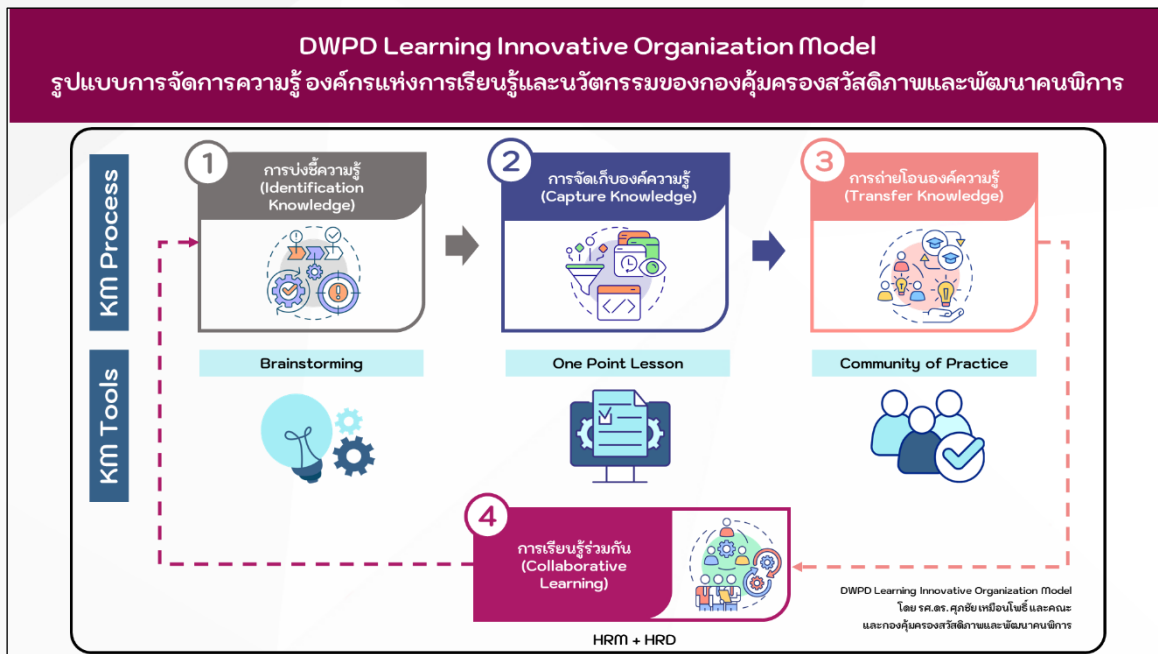 DWPD Learning Innovative Organization Model
รูปแบบการจัดการความรู้ องค์กรแห่งการเรียนรู้และนวัตกรรมของกองคุ้มครองสวัสดิภาพและพัฒนาคนพิการ
KM Process
1
การบ่งชี้ความรู้
(Identification
Knowledge)
2
การจัดเก็บองค์ความรู้
(Capture Knowledge)
3
การถ่ายโอนองค์ความรู้
(Transfer Knowledge)
KM Tools
Brainstorming
One Point Lesson
Community of Practice
4
การเรียนรู้ร่วมกัน
(Collaborative
Learning)
DWPD Learning Innovative Organization Model
โดย รศ.ดร. ศุภชัย เหมือนโพธิ์ และคณะ
และกองคุ้มครองสวัสดิภาพและพัฒนาคนพิการ
HRM + HRD